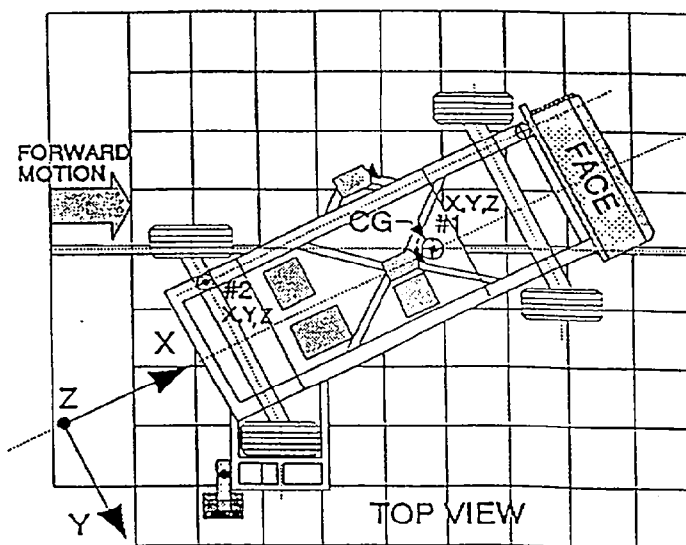 FORWARD
MOTION
FACE
X,Y,Z
CG
#1
#2
X,Y,Z
X
Z
Y
TOP VIEW